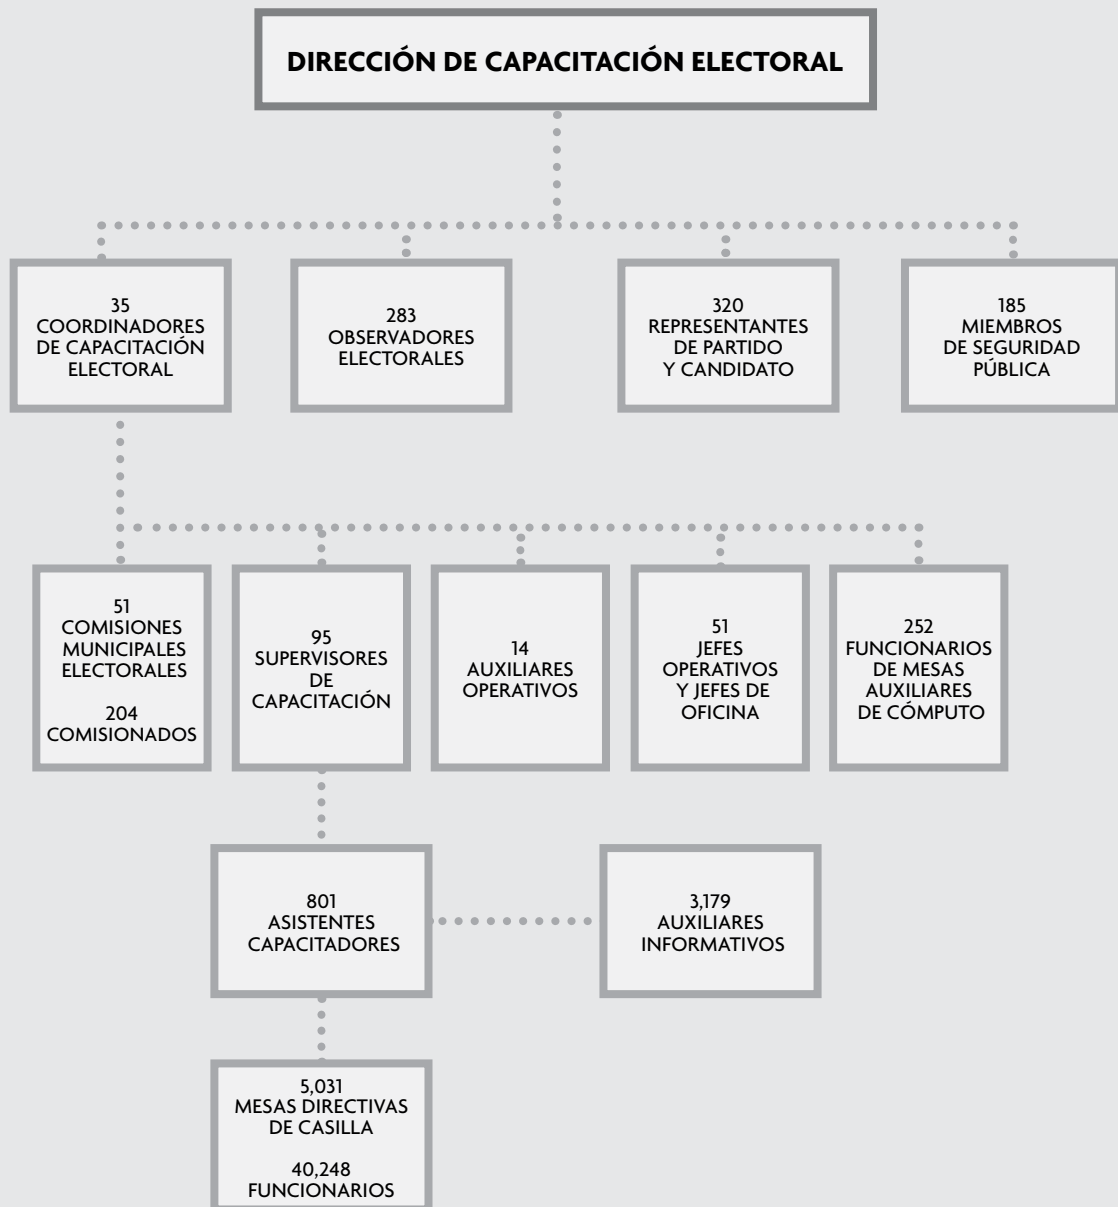 DIRECCIÓN DE CAPACITACIÓN ELECTORAL
35
COORDINADORES
DE CAPACITACIÓN
ELECTORAL
283
OBSERVADORES
ELECTORALES
320
REPRESENTANTES
DE PARTIDO
Y CANDIDATO
185
MIEMBROS
DE SEGURIDAD
PÚBLICA
51
COMISIONES
MUNICIPALES
ELECTORALES
204
COMISIONADOS
95
SUPERVISORES
DE
CAPACITACIÓN
14
AUXILIARES
OPERATIVOS
51
JEFES
OPERATIVOS
Y JEFES DE
OFICINA
252
FUNCIONARIOS
DE MESAS
AUXILIARES
DE CÓMPUTO
801
ASISTENTES
CAPACITADORES
3,179
AUXILIARES
INFORMATIVOS
5,031
MESAS DIRECTIVAS
DE CASILLA
40,248
FUNCIONARIOS